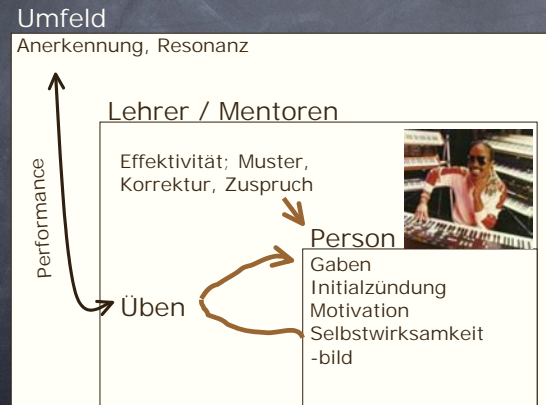 Umfeld
Anerkennung, Resonanz
Lehrer / Mentoren
Effektivität; Muster,
Korrektur, Zuspruch
Performance
Person
Gaben
Initialzündung
Motivation
Selbstwirksamkeit
-bild
Üben